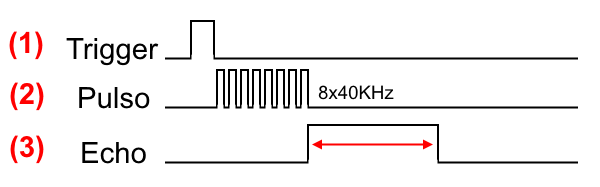 (1) Trigger
(2) Pulso 8x40KHz
(3) Echo